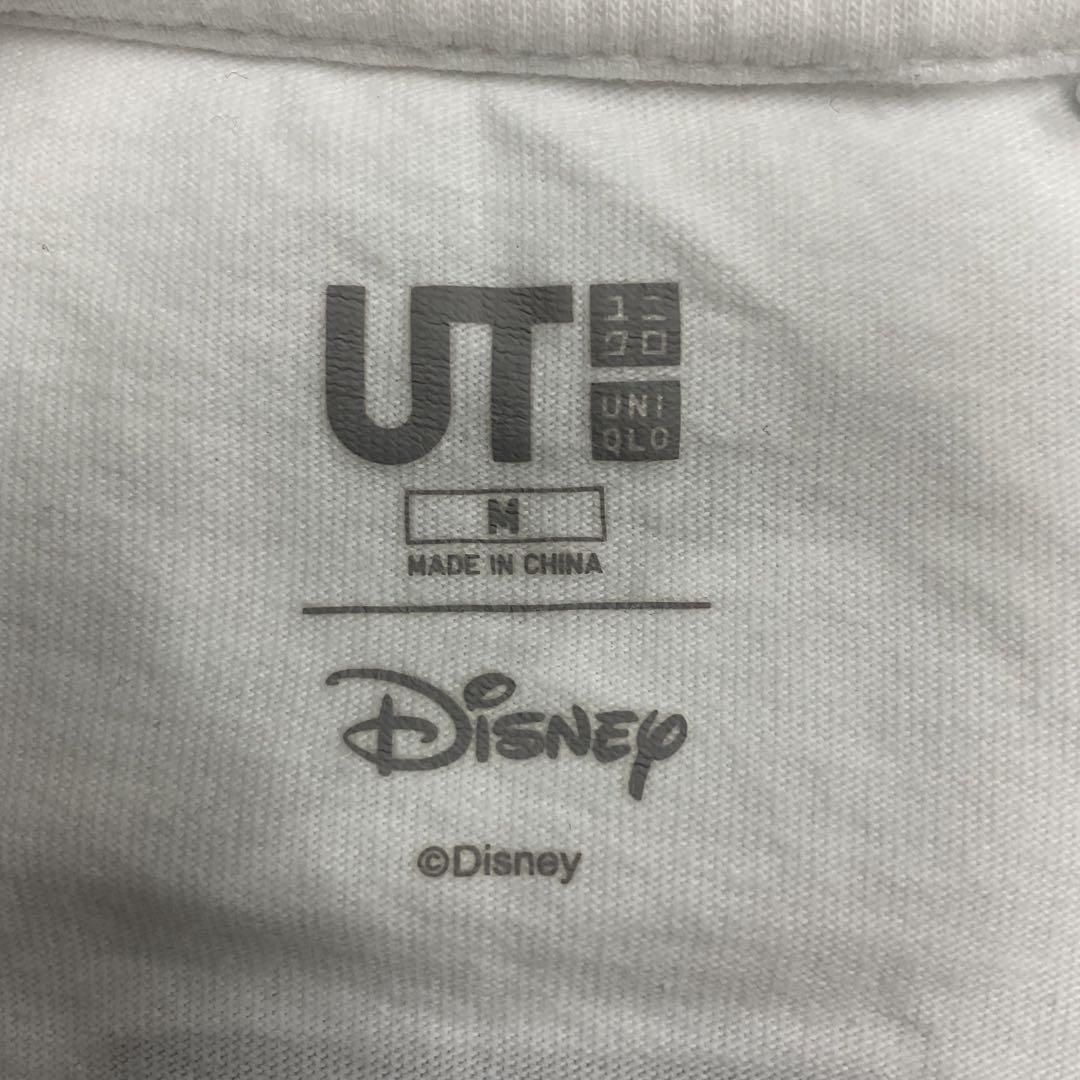 UT
ユニ
クロ
UNI
QLO
M
MADE IN CHINA
Disney
©Disney